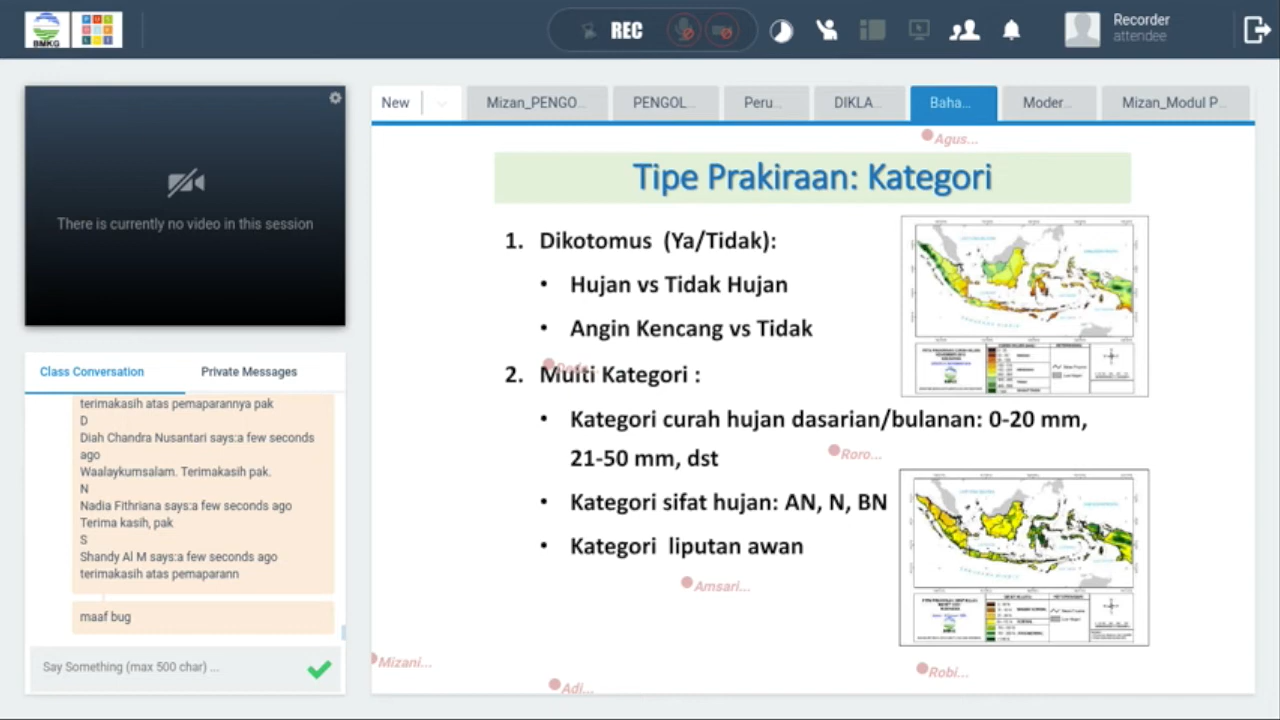 BMKG
REC
Recorder
attendee
There is currently no video in this session
Class Conversation
Private Messages
terimakasih atas pemaparannya pak
D
Diah Chandra Nusantari says:a few seconds
ago
Waalaykumsalam. Terimakasih pak.
N
Nadia Fithriana says:a few seconds ago
Terima kasih, pak
S
Shandy Al M says:a few seconds ago
terimakasih atas pemaparann
maaf bug
Say Something (max 500 char) ...
New
Mizan_PENGO...
PENGOL...
Peru...
DIKLA...
Baha...
Moder...
Mizan_Modul P...
Agus...
Tipe Prakiraan: Kategori
1. Dikotomus (Ya/Tidak):
• Hujan vs Tidak Hujan
• Angin Kencang vs Tidak
2. Multi Kategori :
• Kategori curah hujan dasarian/bulanan: 0-20 mm,
21-50 mm, dst
Roro...
• Kategori sifat hujan: AN, N, BN
• Kategori liputan awan
Amsari...
Mizani...
Adi...
Robi...